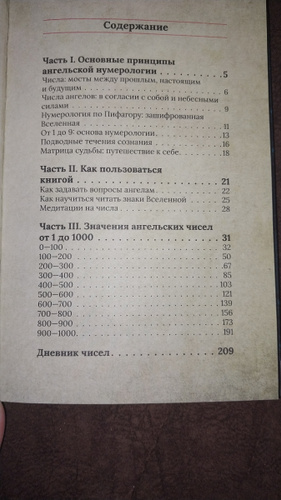 Содержание
Часть I. Основные принципы
ангельской нумерологии . . . . . . . . . . 5
Числа: мосты между прошлым, настоящим
и будущим . . . . . . . . . . . . . . . . . . . . 6
Числа ангелов: в согласии с собой и небесными
силами . . . . . . . . . . . . . . . . . . . . . . 9
Нумерология по Пифагору: зашифрованная
Вселенная . . . . . . . . . . . . . . . . . . . . 11
От 1 до 9: основа нумерологии. . . . . . . . . . 13
Подводные течения сознания . . . . . . . . . . 16
Матрица судьбы: путешествие к себе. . . . . . . 18
Часть II. Как пользоваться
книгой . . . . . . . . . . . . . . . . . . . . 21
Как задавать вопросы ангелам. . . . . . . . . . 22
Как научиться читать знаки Вселенной . . . . . . 25
Медитации на числа . . . . . . . . . . . . . . . 28
Часть III. Значения ангельских чисел
от 1 до 1000 . . . . . . . . . . . . . . . . . . 31
0–100 . . . . . . . . . . . . . . . . . . . . . 32
100–200 . . . . . . . . . . . . . . . . . . . . 50
200–300 . . . . . . . . . . . . . . . . . . . . 67
300–400 . . . . . . . . . . . . . . . . . . . . 85
400–500 . . . . . . . . . . . . . . . . . . . . 103
500–600 . . . . . . . . . . . . . . . . . . . . 121
600–700 . . . . . . . . . . . . . . . . . . . . 139
700–800 . . . . . . . . . . . . . . . . . . . . 156
800–900 . . . . . . . . . . . . . . . . . . . . 173
900–1000. . . . . . . . . . . . . . . . . . . . 191
Дневник чисел. . . . . . . . . . . . . . . . . . 209